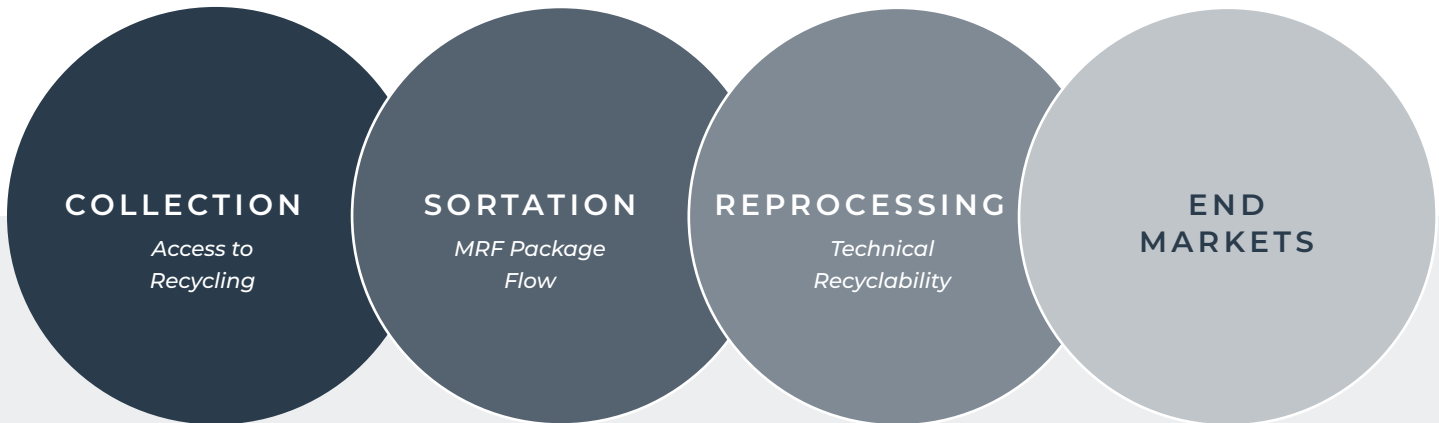 COLLECTION
Access to
Recycling
SORTATION
MRF Package
Flow
REPROCESSING
Technical
Recyclability
END
MARKETS